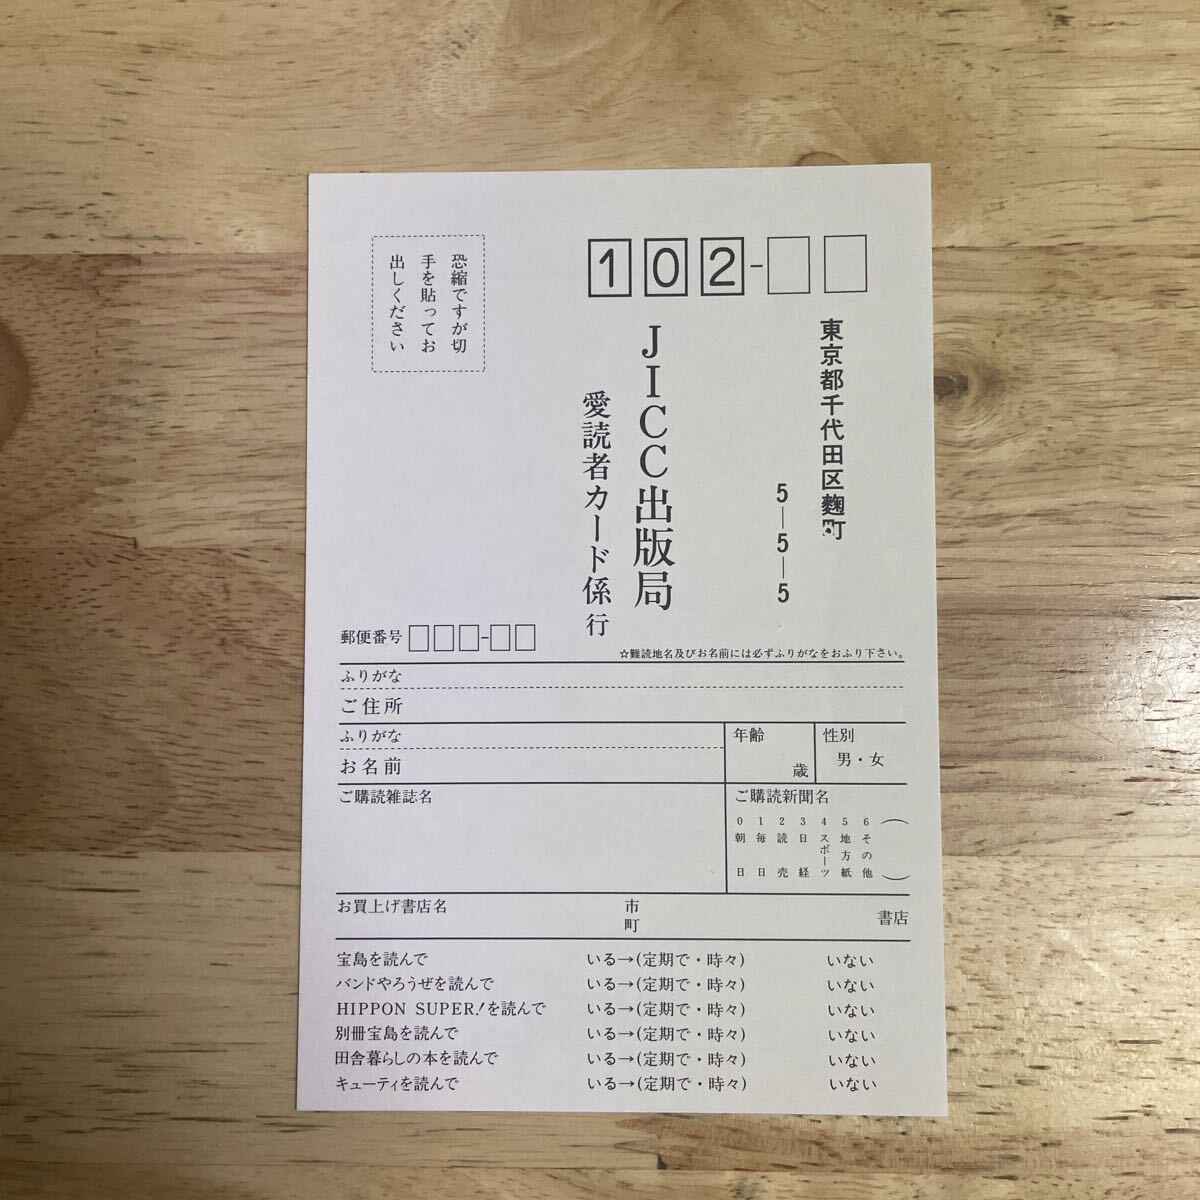 102-
東京都千代田区麴町
5-5-5
JICC出版局
愛読者カード係 行
恐縮ですが切
手を貼ってお
出しください
郵便番号 -
☆難読地名及びお名前には必ずふりがなをおふり下さい。
ふりがな
ご住所
ふりがな
お名前
年齢
歳
性別
男・女
ご購読雑誌名
ご購読新聞名
0 朝日
1 毎日
2 読売
3 日経
4 スポーツ
5 地方紙
6 その他( )
お買上げ書店名
市
町
書店
宝島を読んで いる→(定期で・時々) いない
バンドやろうぜを読んで いる→(定期で・時々) いない
HIPPON SUPER!を読んで いる→(定期で・時々) いない
別冊宝島を読んで いる→(定期で・時々) いない
田舎暮らしの本を読んで いる→(定期で・時々) いない
キューティを読んで いる→(定期で・時々) いない